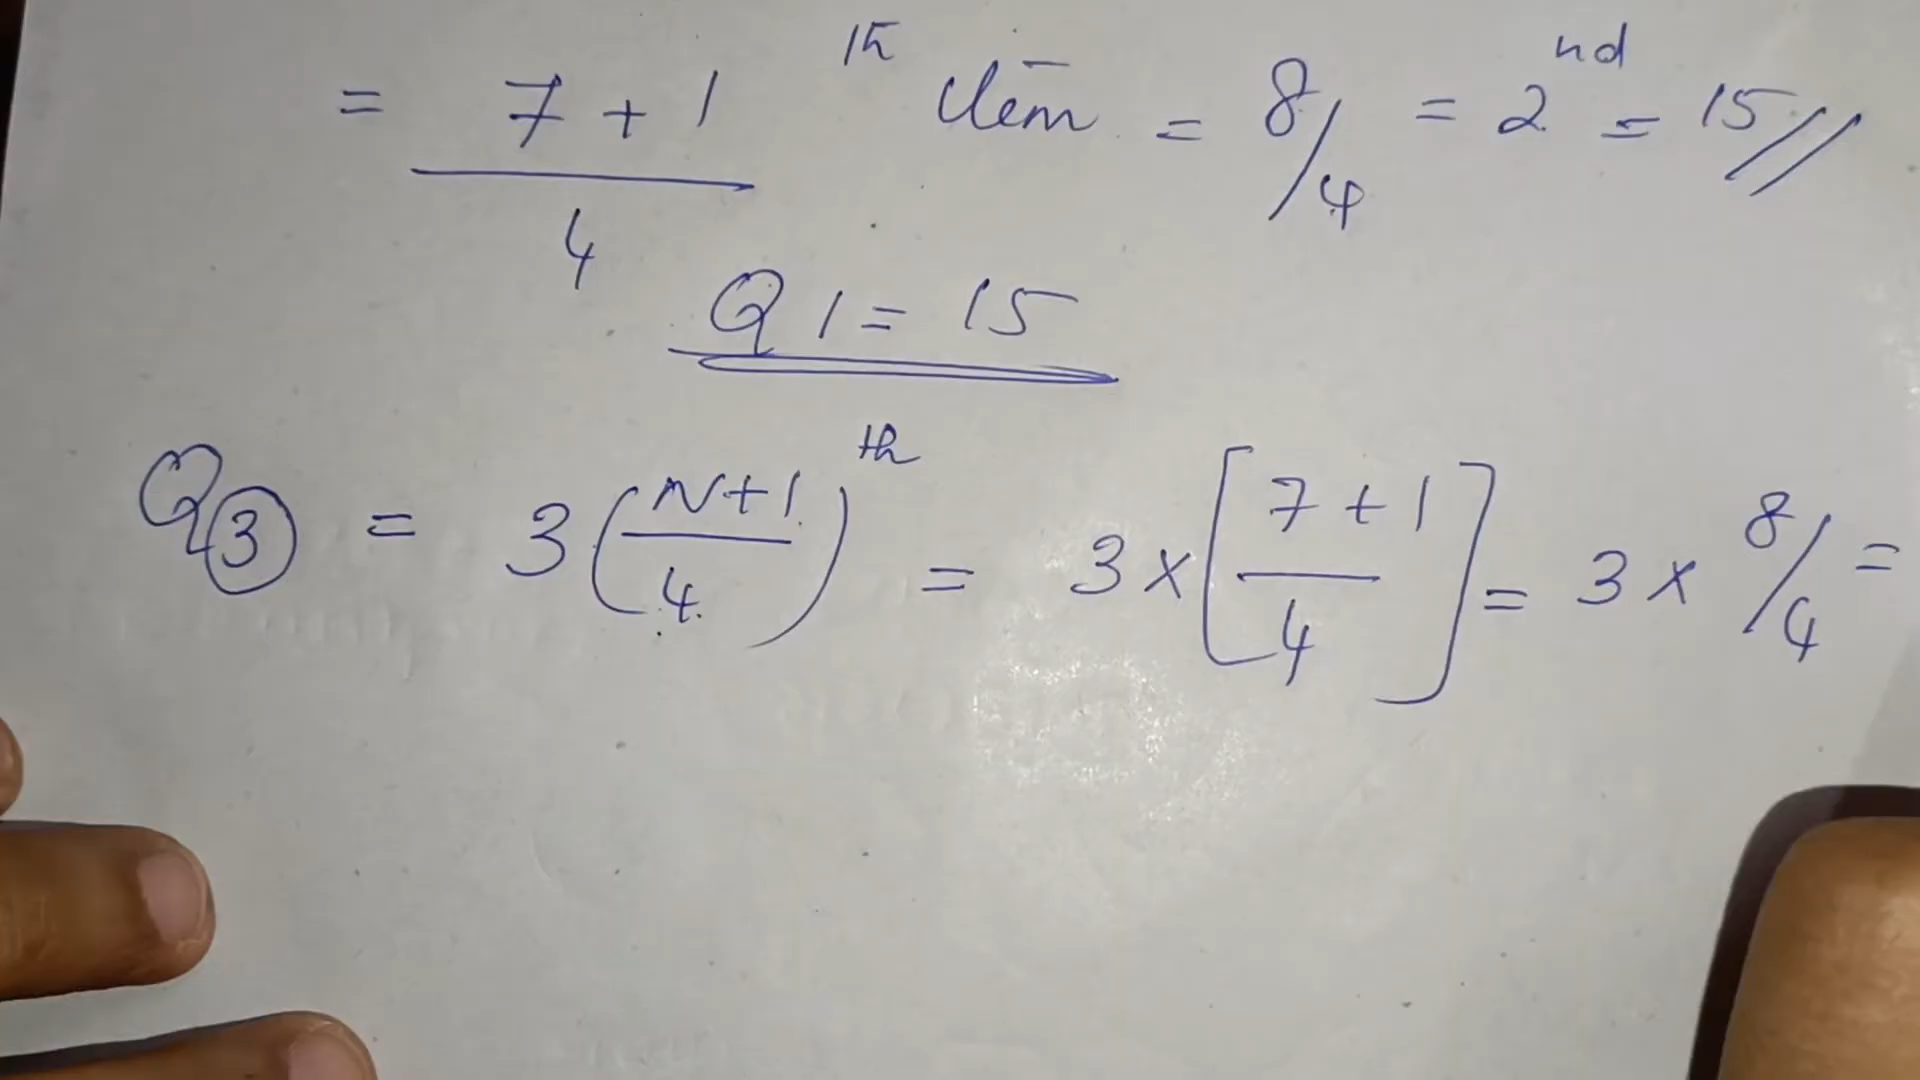 = 7 + 1 / 4 th item = 8/4 = 2nd = 15//
Q1 = 15
Q3 = 3(N+1/4)th = 3 x [7+1/4] = 3 x 8/4 =